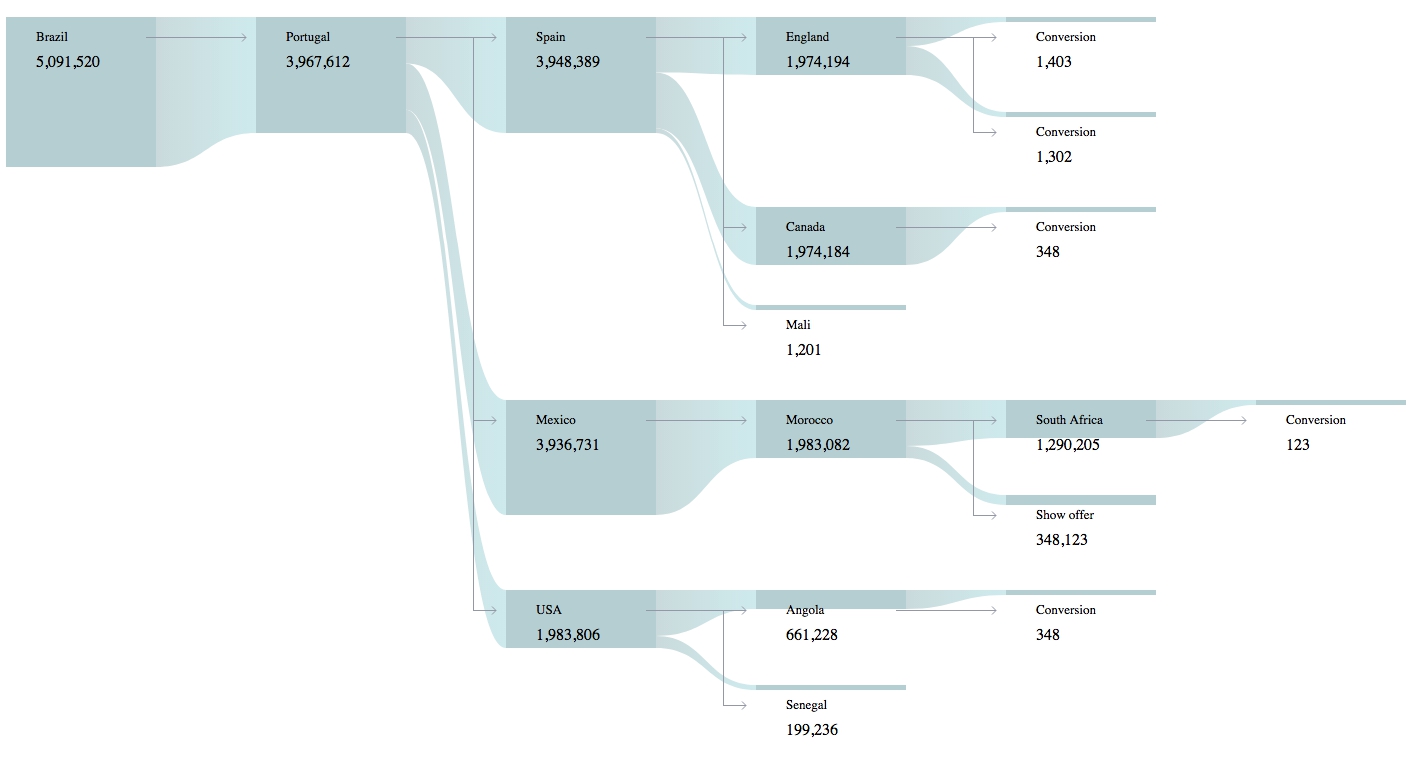 Brazil
5,091,520
Portugal
3,967,612
Spain
3,948,389
England
1,974,194
Conversion
1,403
Conversion
1,302
Canada
1,974,184
Conversion
348
Mali
1,201
Mexico
3,936,731
Morocco
1,983,082
South Africa
1,290,205
Conversion
123
Show offer
348,123
USA
1,983,806
Angola
661,228
Conversion
348
Senegal
199,236